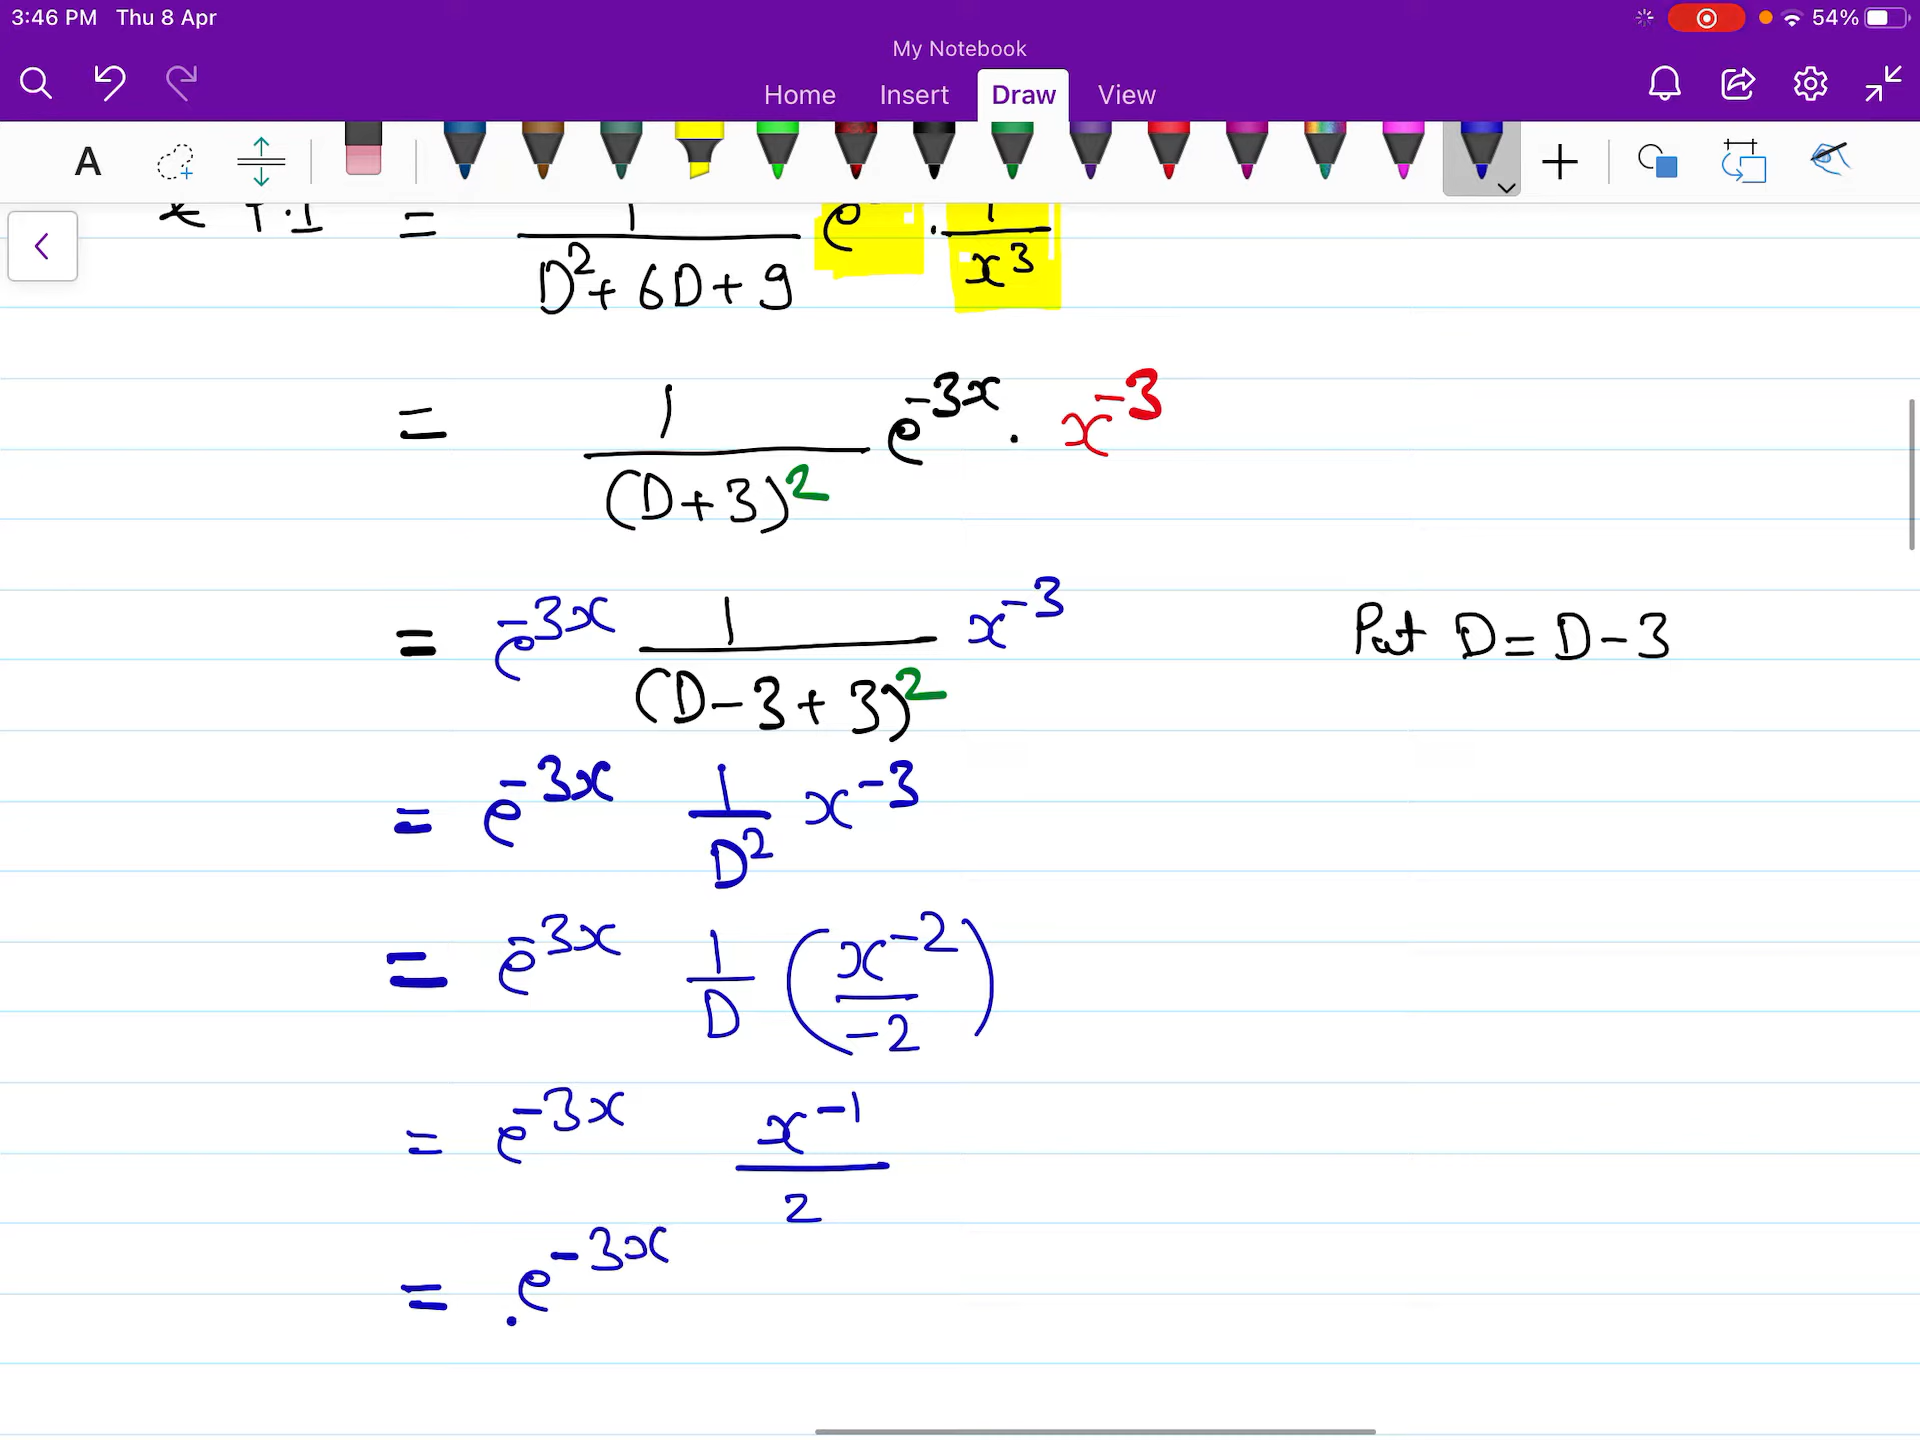 3:46 PM Thu 8 Apr 54%
My Notebook
Home Insert Draw View
A
P.I = 1/(D²+6D+9) e · 1/x³
= 1/(D+3)² e^-3x · x^-3
= e^-3x 1/(D-3+3)² x^-3 Put D=D-3
= e^-3x 1/D² x^-3
= e^-3x 1/D (x^-2/-2)
= e^-3x x^-1/2
= .e^-3x